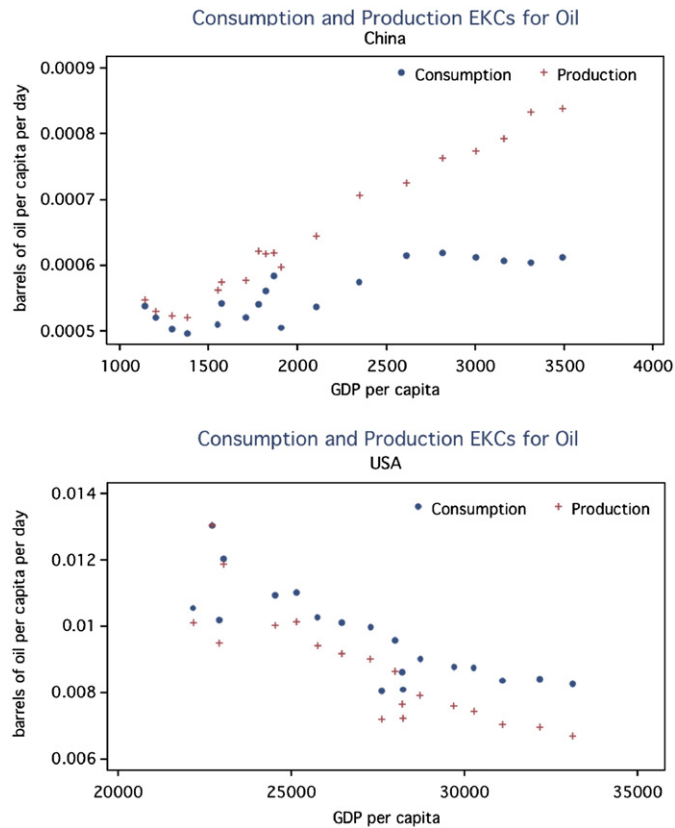 Consumption and Production EKCs for Oil
China
0.0009
0.0008
0.0007
0.0006
0.0005
barrels of oil per capita per day
Consumption
Production
1000 1500 2000 2500 3000 3500 4000
GDP per capita
Consumption and Production EKCs for Oil
USA
0.014
0.012
0.01
0.008
0.006
barrels of oil per capita per day
Consumption
Production
20000 25000 30000 35000
GDP per capita